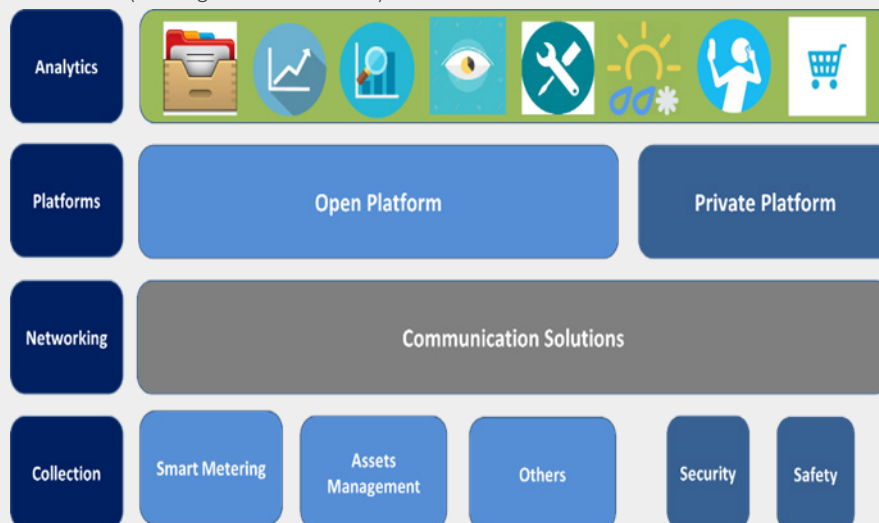 Analytics
Platforms
Open Platform
Private Platform
Networking
Communication Solutions
Collection
Smart Metering
Assets
Management
Others
Security
Safety